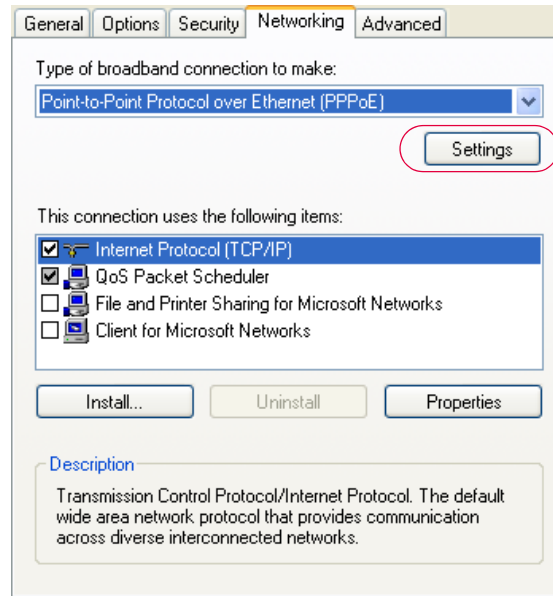 General Options Security Networking Advanced
Type of broadband connection to make:
Point-to-Point Protocol over Ethernet (PPPoE)
Settings
This connection uses the following items:
Internet Protocol (TCP/IP)
QoS Packet Scheduler
File and Printer Sharing for Microsoft Networks
Client for Microsoft Networks
Install... Uninstall Properties
Description
Transmission Control Protocol/Internet Protocol. The default
wide area network protocol that provides communication
across diverse interconnected networks.